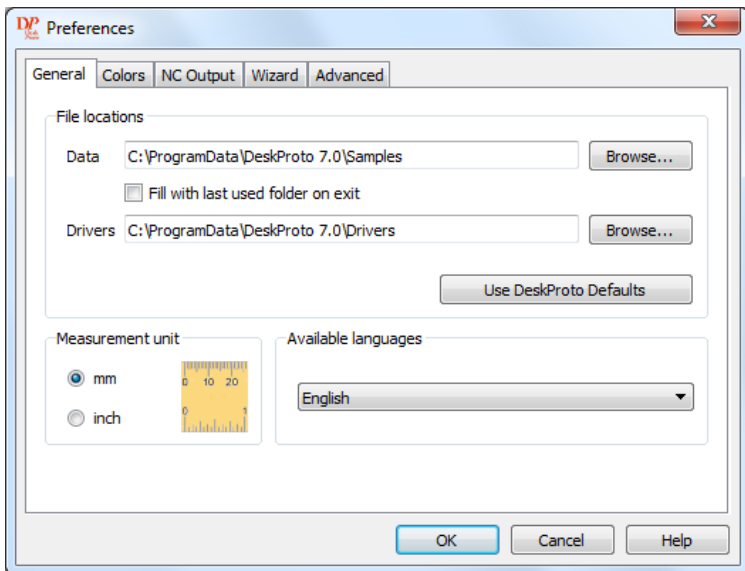 DP Preferences
General Colors NC Output Wizard Advanced
File locations
Data C:\ProgramData\DeskProto 7.0\Samples Browse...
Fill with last used folder on exit
Drivers C:\ProgramData\DeskProto 7.0\Drivers Browse...
Use DeskProto Defaults
Measurement unit Available languages
mm 0 10 20
English
inch 0 1
OK Cancel Help